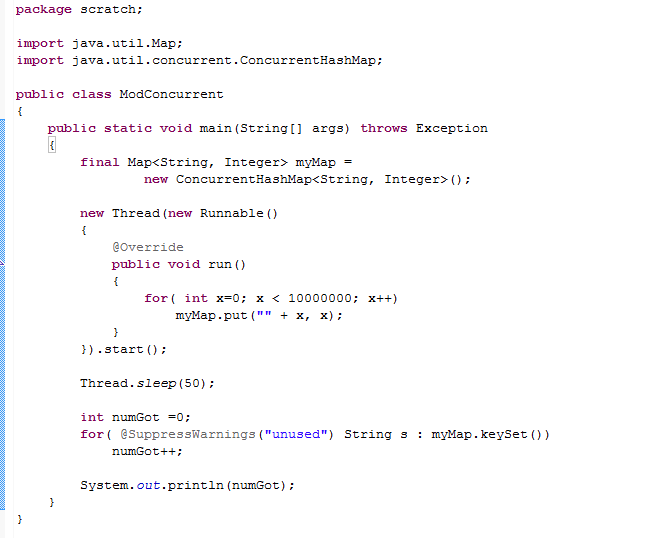 package scratch;

import java.util.Map;
import java.util.concurrent.ConcurrentHashMap;

public class ModConcurrent
{
    public static void main(String[] args) throws Exception
    {
        final Map<String, Integer> myMap =
                new ConcurrentHashMap<String, Integer>();

        new Thread(new Runnable()
        {
            @Override
            public void run()
            {
                for( int x=0; x < 10000000; x++)
                    myMap.put("" + x, x);
            }
        }).start();

        Thread.sleep(50);

        int numGot =0;
        for( @SuppressWarnings("unused") String s : myMap.keySet())
            numGot++;

        System.out.println(numGot);
    }
}